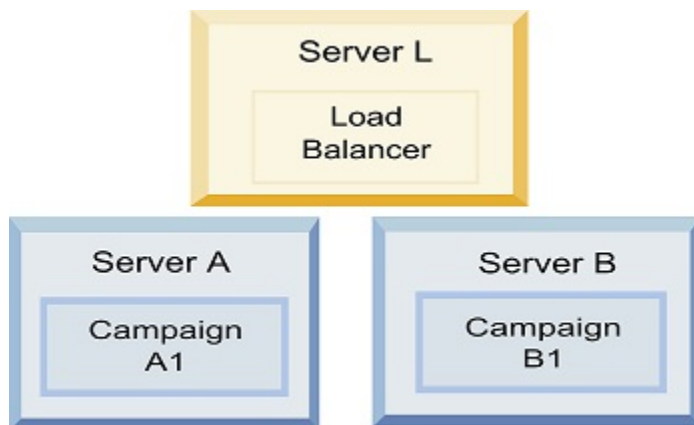 Server L
Load
Balancer
Server A
Campaign
A1
Server B
Campaign
B1